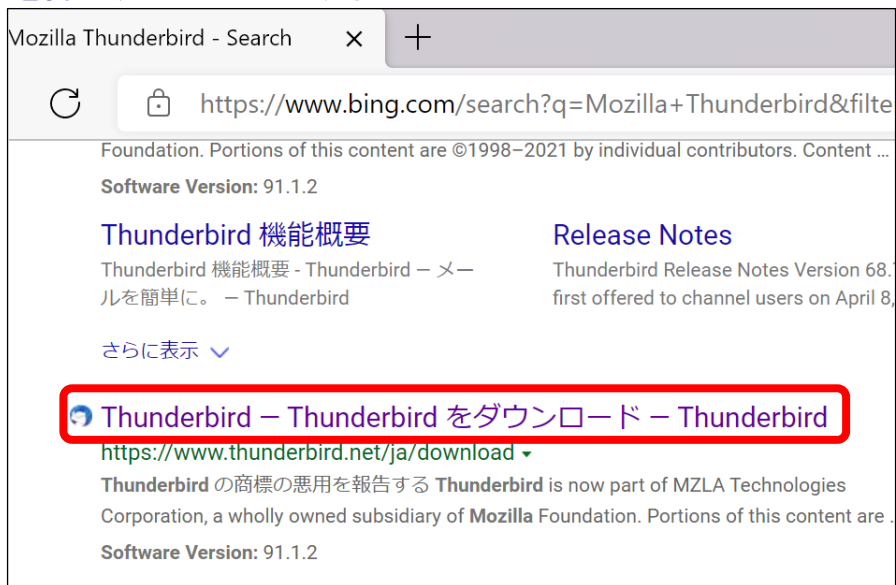 Mozilla Thunderbird - Search
https://www.bing.com/search?q=Mozilla+Thunderbird&filte
Foundation. Portions of this content are ©1998–2021 by individual contributors. Content ...
Software Version: 91.1.2
Thunderbird 機能概要
Thunderbird 機能概要 - Thunderbird — メー
ルを簡単に。 — Thunderbird
Release Notes
Thunderbird Release Notes Version 68.
first offered to channel users on April 8,
さらに表示
Thunderbird — Thunderbird をダウンロード — Thunderbird
https://www.thunderbird.net/ja/download
Thunderbird の商標の悪用を報告する Thunderbird is now part of MZLA Technologies
Corporation, a wholly owned subsidiary of Mozilla Foundation. Portions of this content are .
Software Version: 91.1.2